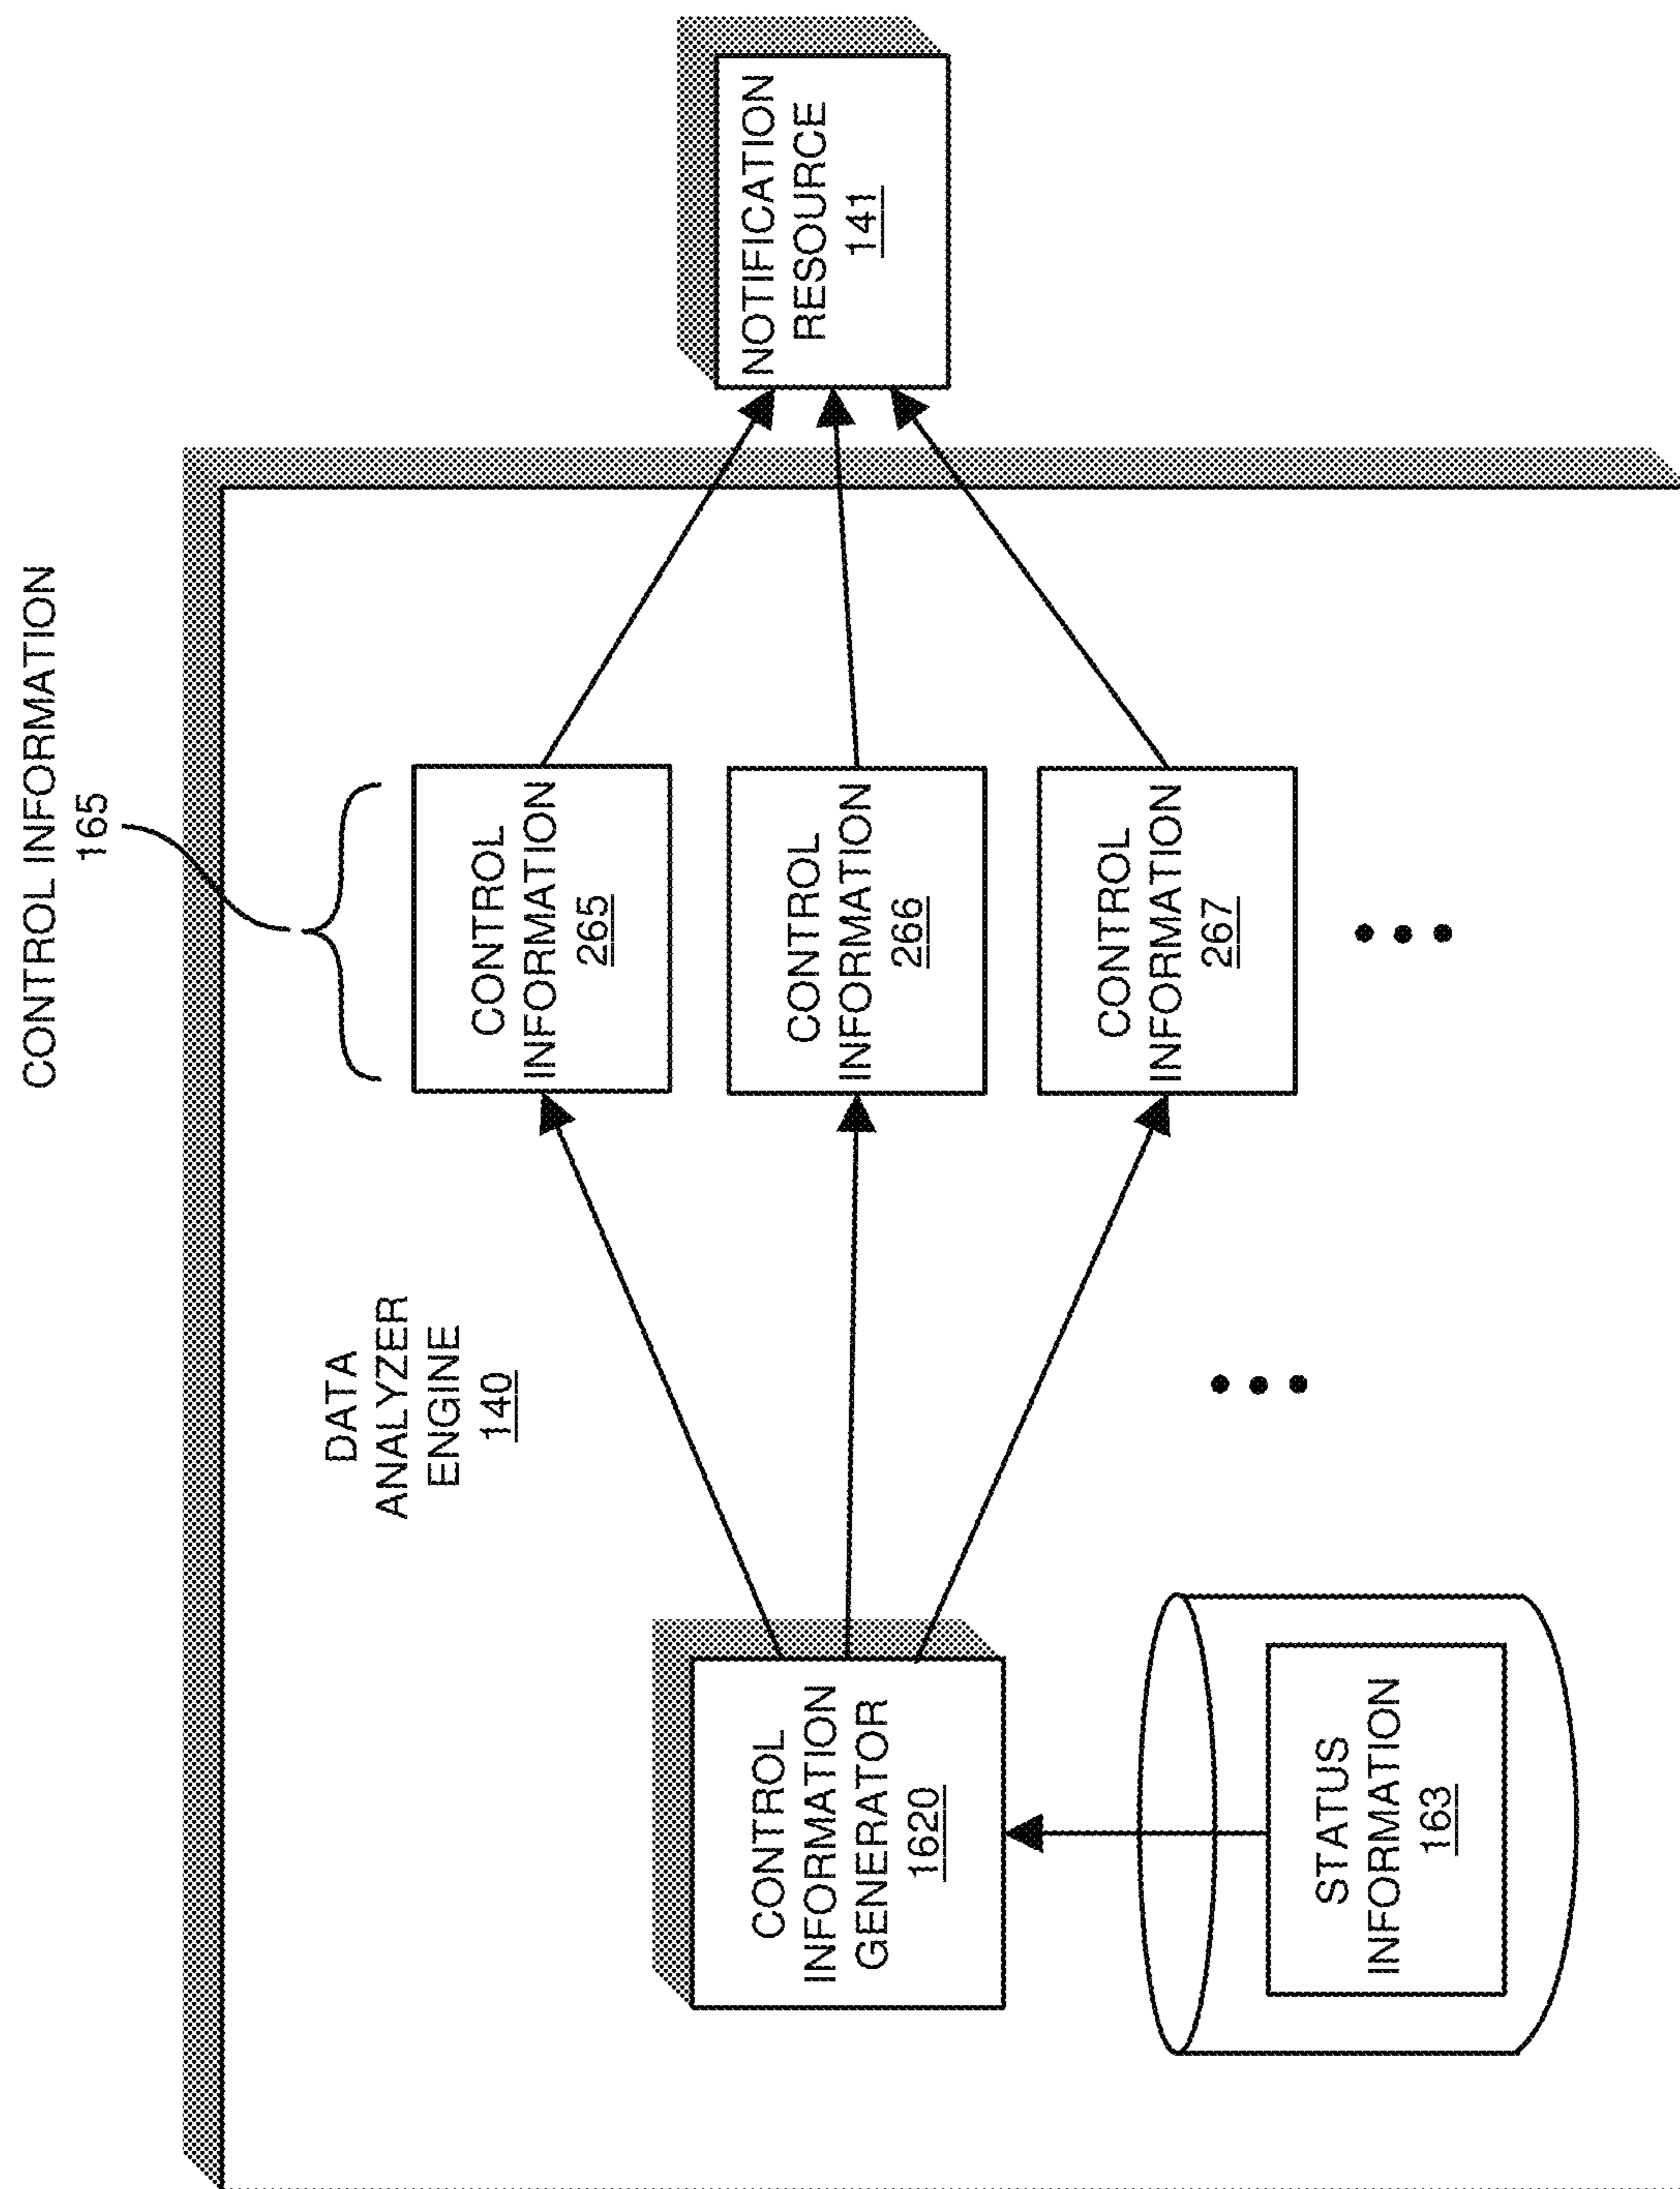 CONTROL INFORMATION
165
DATA
ANALYZER
ENGINE
140
CONTROL
INFORMATION
GENERATOR
1620
STATUS
INFORMATION
163
CONTROL
INFORMATION
265
CONTROL
INFORMATION
266
CONTROL
INFORMATION
267
NOTIFICATION
RESOURCE
141